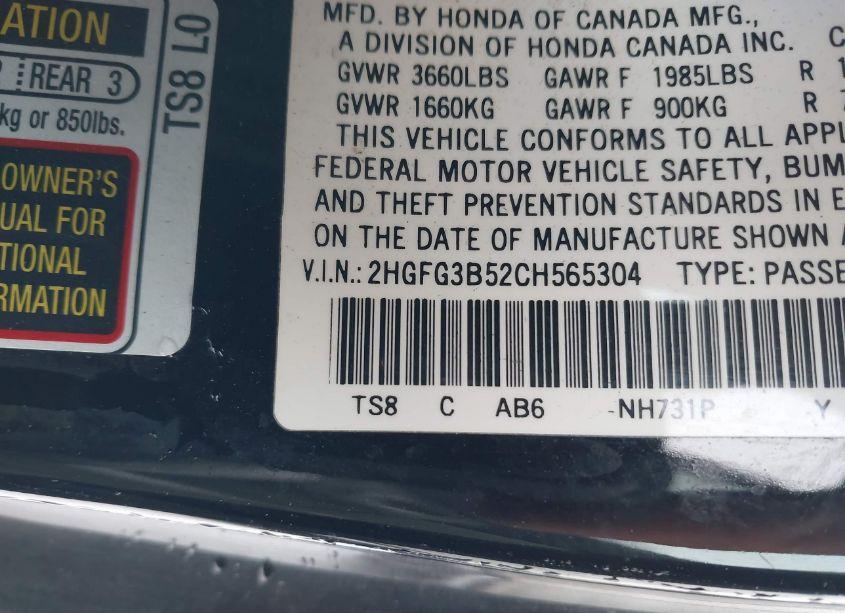 ATION
REAR 3
kg or 850lbs.
OWNER'S
UAL FOR
TIONAL
RMATION
TS8 L0
MFD. BY HONDA OF CANADA MFG.,
A DIVISION OF HONDA CANADA INC.
GVWR 3660LBS GAWR F 1985LBS R 1
GVWR 1660KG GAWR F 900KG R 7
THIS VEHICLE CONFORMS TO ALL APPL
FEDERAL MOTOR VEHICLE SAFETY, BUM
AND THEFT PREVENTION STANDARDS IN E
ON THE DATE OF MANUFACTURE SHOWN A
V.I.N.: 2HGFG3B52CH565304 TYPE: PASSE
TS8 C AB6 -NH731P -Y